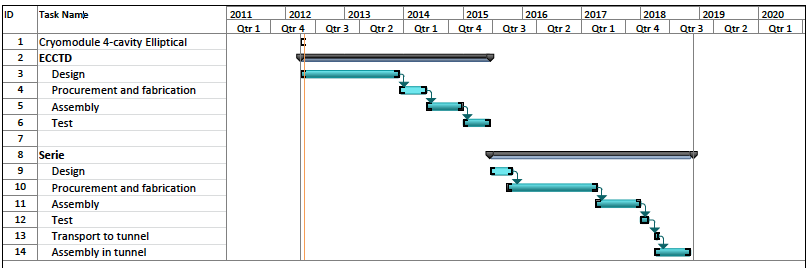 ID Task Name 2011 2012 2013 2014 2015 2016 2017 2018 2019 2020
Qtr 1 Qtr 4 Qtr 3 Qtr 2 Qtr 1 Qtr 4 Qtr 3 Qtr 2 Qtr 1 Qtr 4 Qtr 3 Qtr 2 Qtr 1
1 Cryomodule 4-cavity Elliptical
2 ECCTD
3 Design
4 Procurement and fabrication
5 Assembly
6 Test
7
8 Serie
9 Design
10 Procurement and fabrication
11 Assembly
12 Test
13 Transport to tunnel
14 Assembly in tunnel